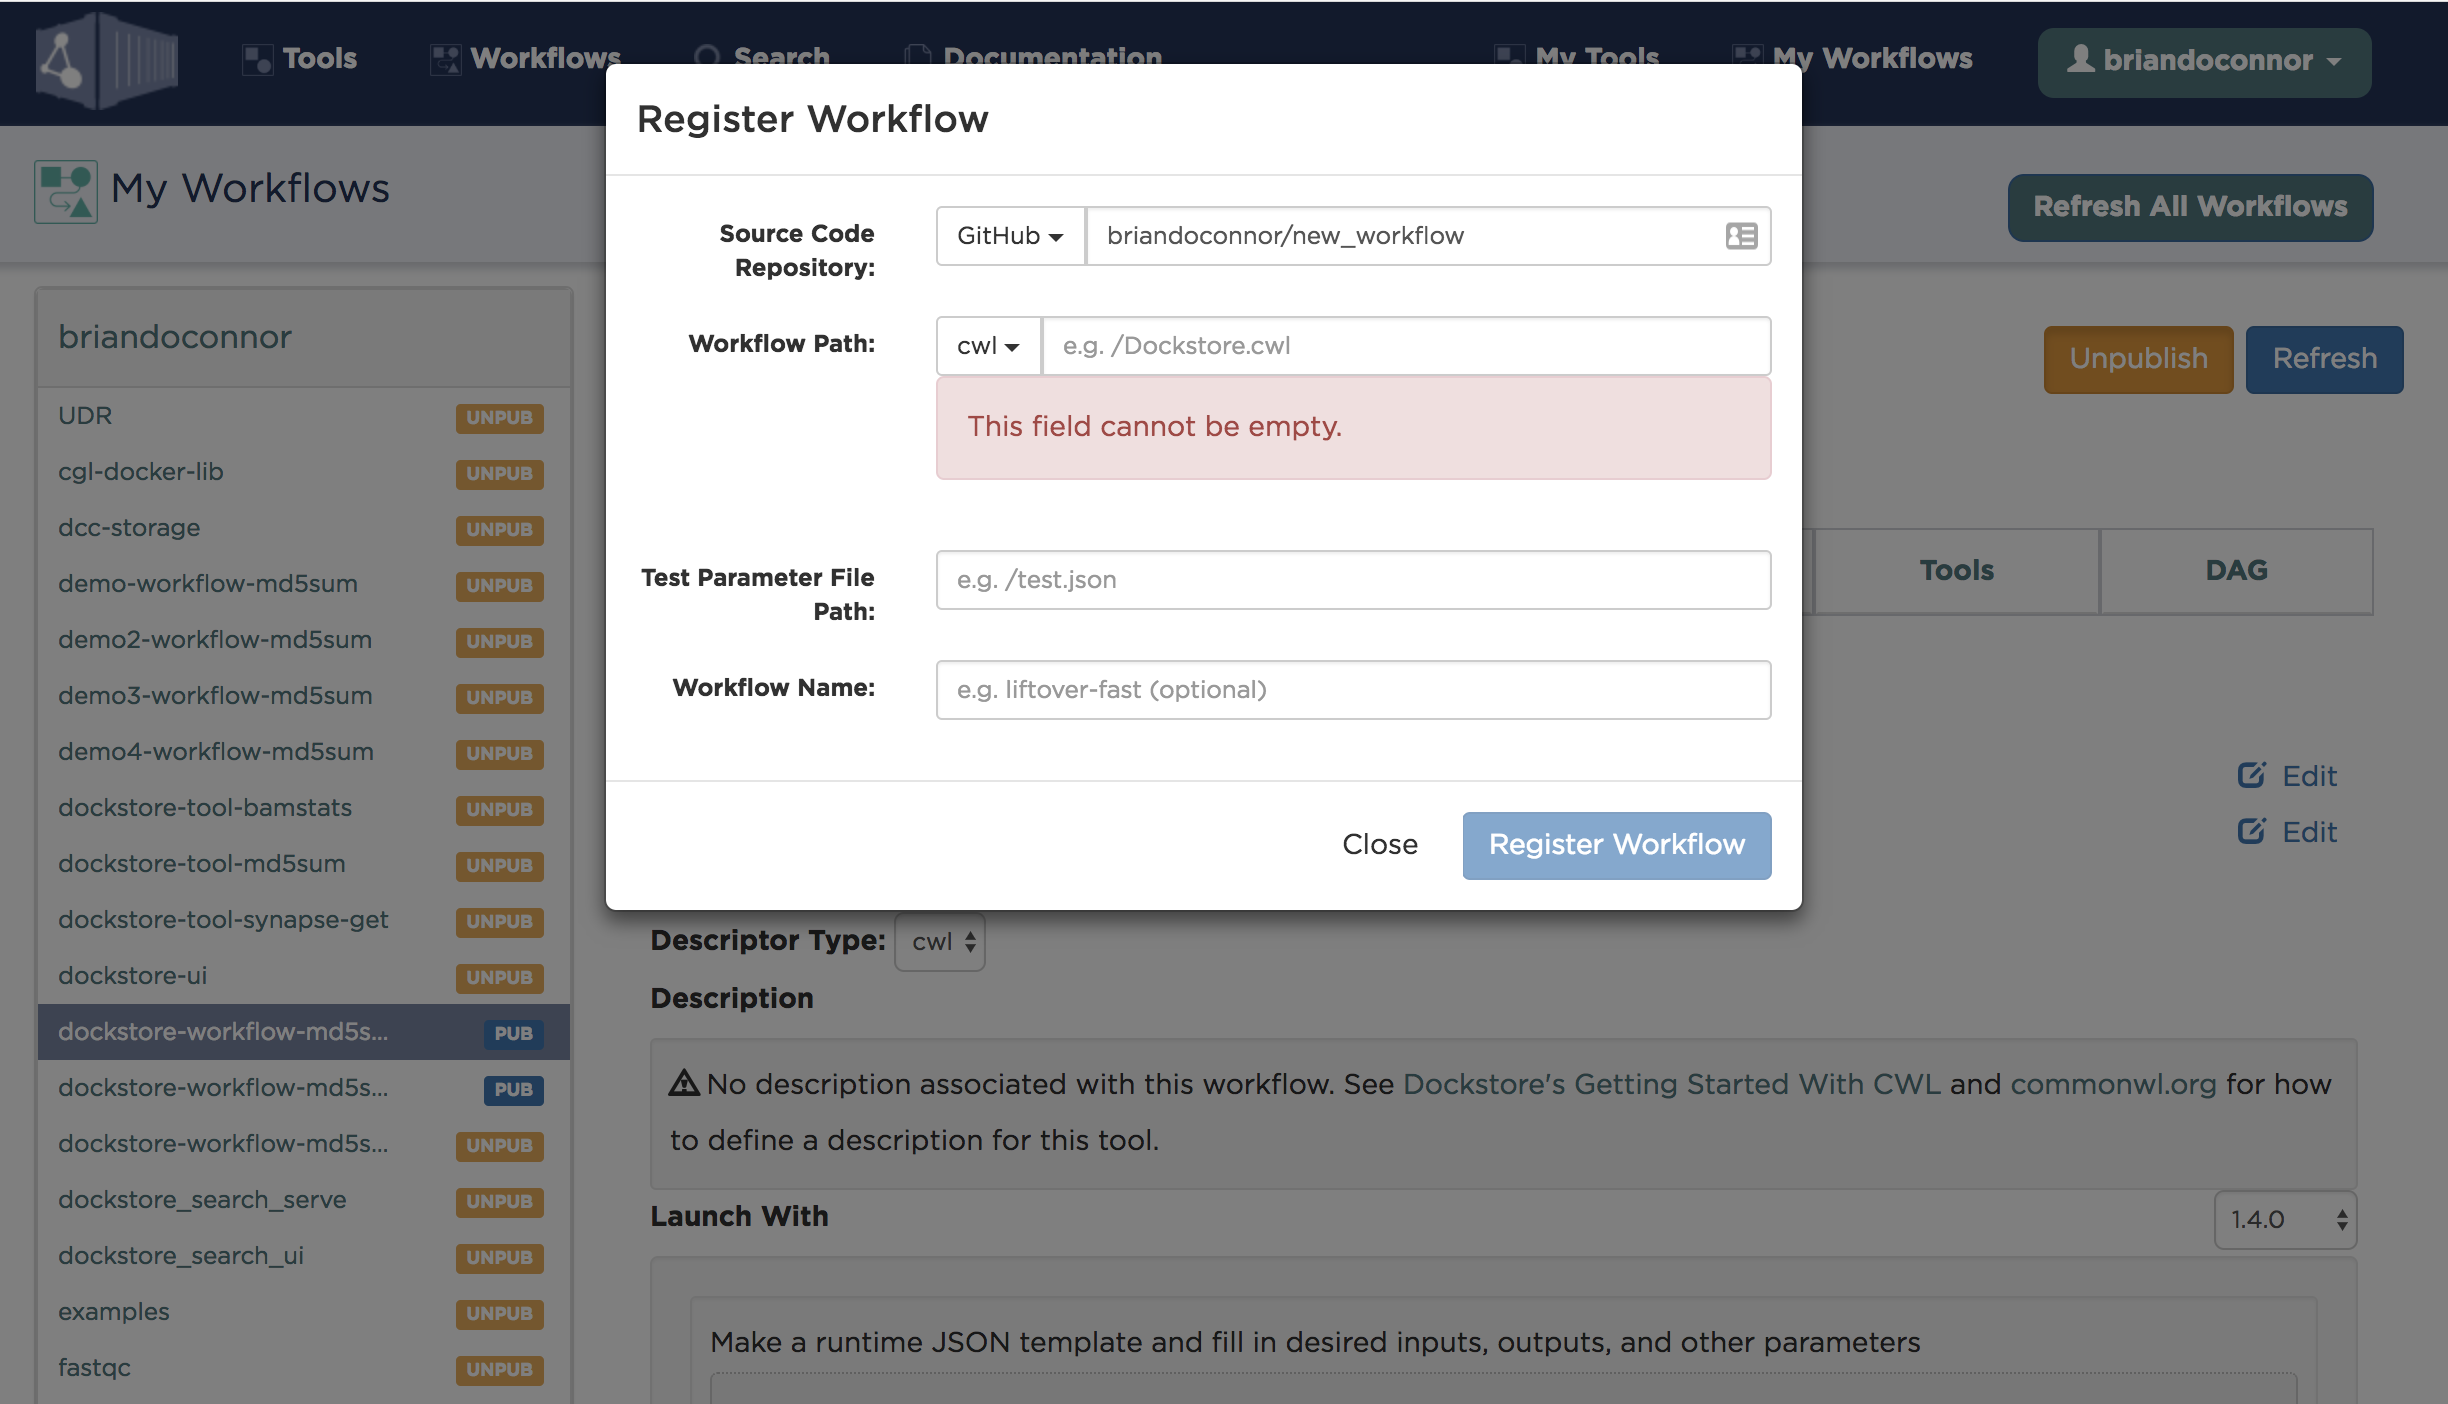 Tools
Workflows
Search
Documentation
My Tools
My Workflows
briandoconnor
My Workflows
Refresh All Workflows
Register Workflow
Source Code
Repository:
GitHub
briandoconnor/new_workflow
Workflow Path:
cwl
e.g. /Dockstore.cwl
This field cannot be empty.
Test Parameter File
Path:
e.g. /test.json
Workflow Name:
e.g. liftover-fast (optional)
Close
Register Workflow
briandoconnor
UDR UNPUB
cgl-docker-lib UNPUB
dcc-storage UNPUB
demo-workflow-md5sum UNPUB
demo2-workflow-md5sum UNPUB
demo3-workflow-md5sum UNPUB
demo4-workflow-md5sum UNPUB
dockstore-tool-bamstats UNPUB
dockstore-tool-md5sum UNPUB
dockstore-tool-synapse-get UNPUB
dockstore-ui UNPUB
dockstore-workflow-md5s... PUB
dockstore-workflow-md5s... PUB
dockstore-workflow-md5s... UNPUB
dockstore_search_serve UNPUB
dockstore_search_ui UNPUB
examples UNPUB
fastqc UNPUB
Unpublish
Refresh
Tools
DAG
Edit
Edit
Descriptor Type: cwl
Description
No description associated with this workflow. See Dockstore's Getting Started With CWL and commonwl.org for how
to define a description for this tool.
Launch With
1.4.0
Make a runtime JSON template and fill in desired inputs, outputs, and other parameters